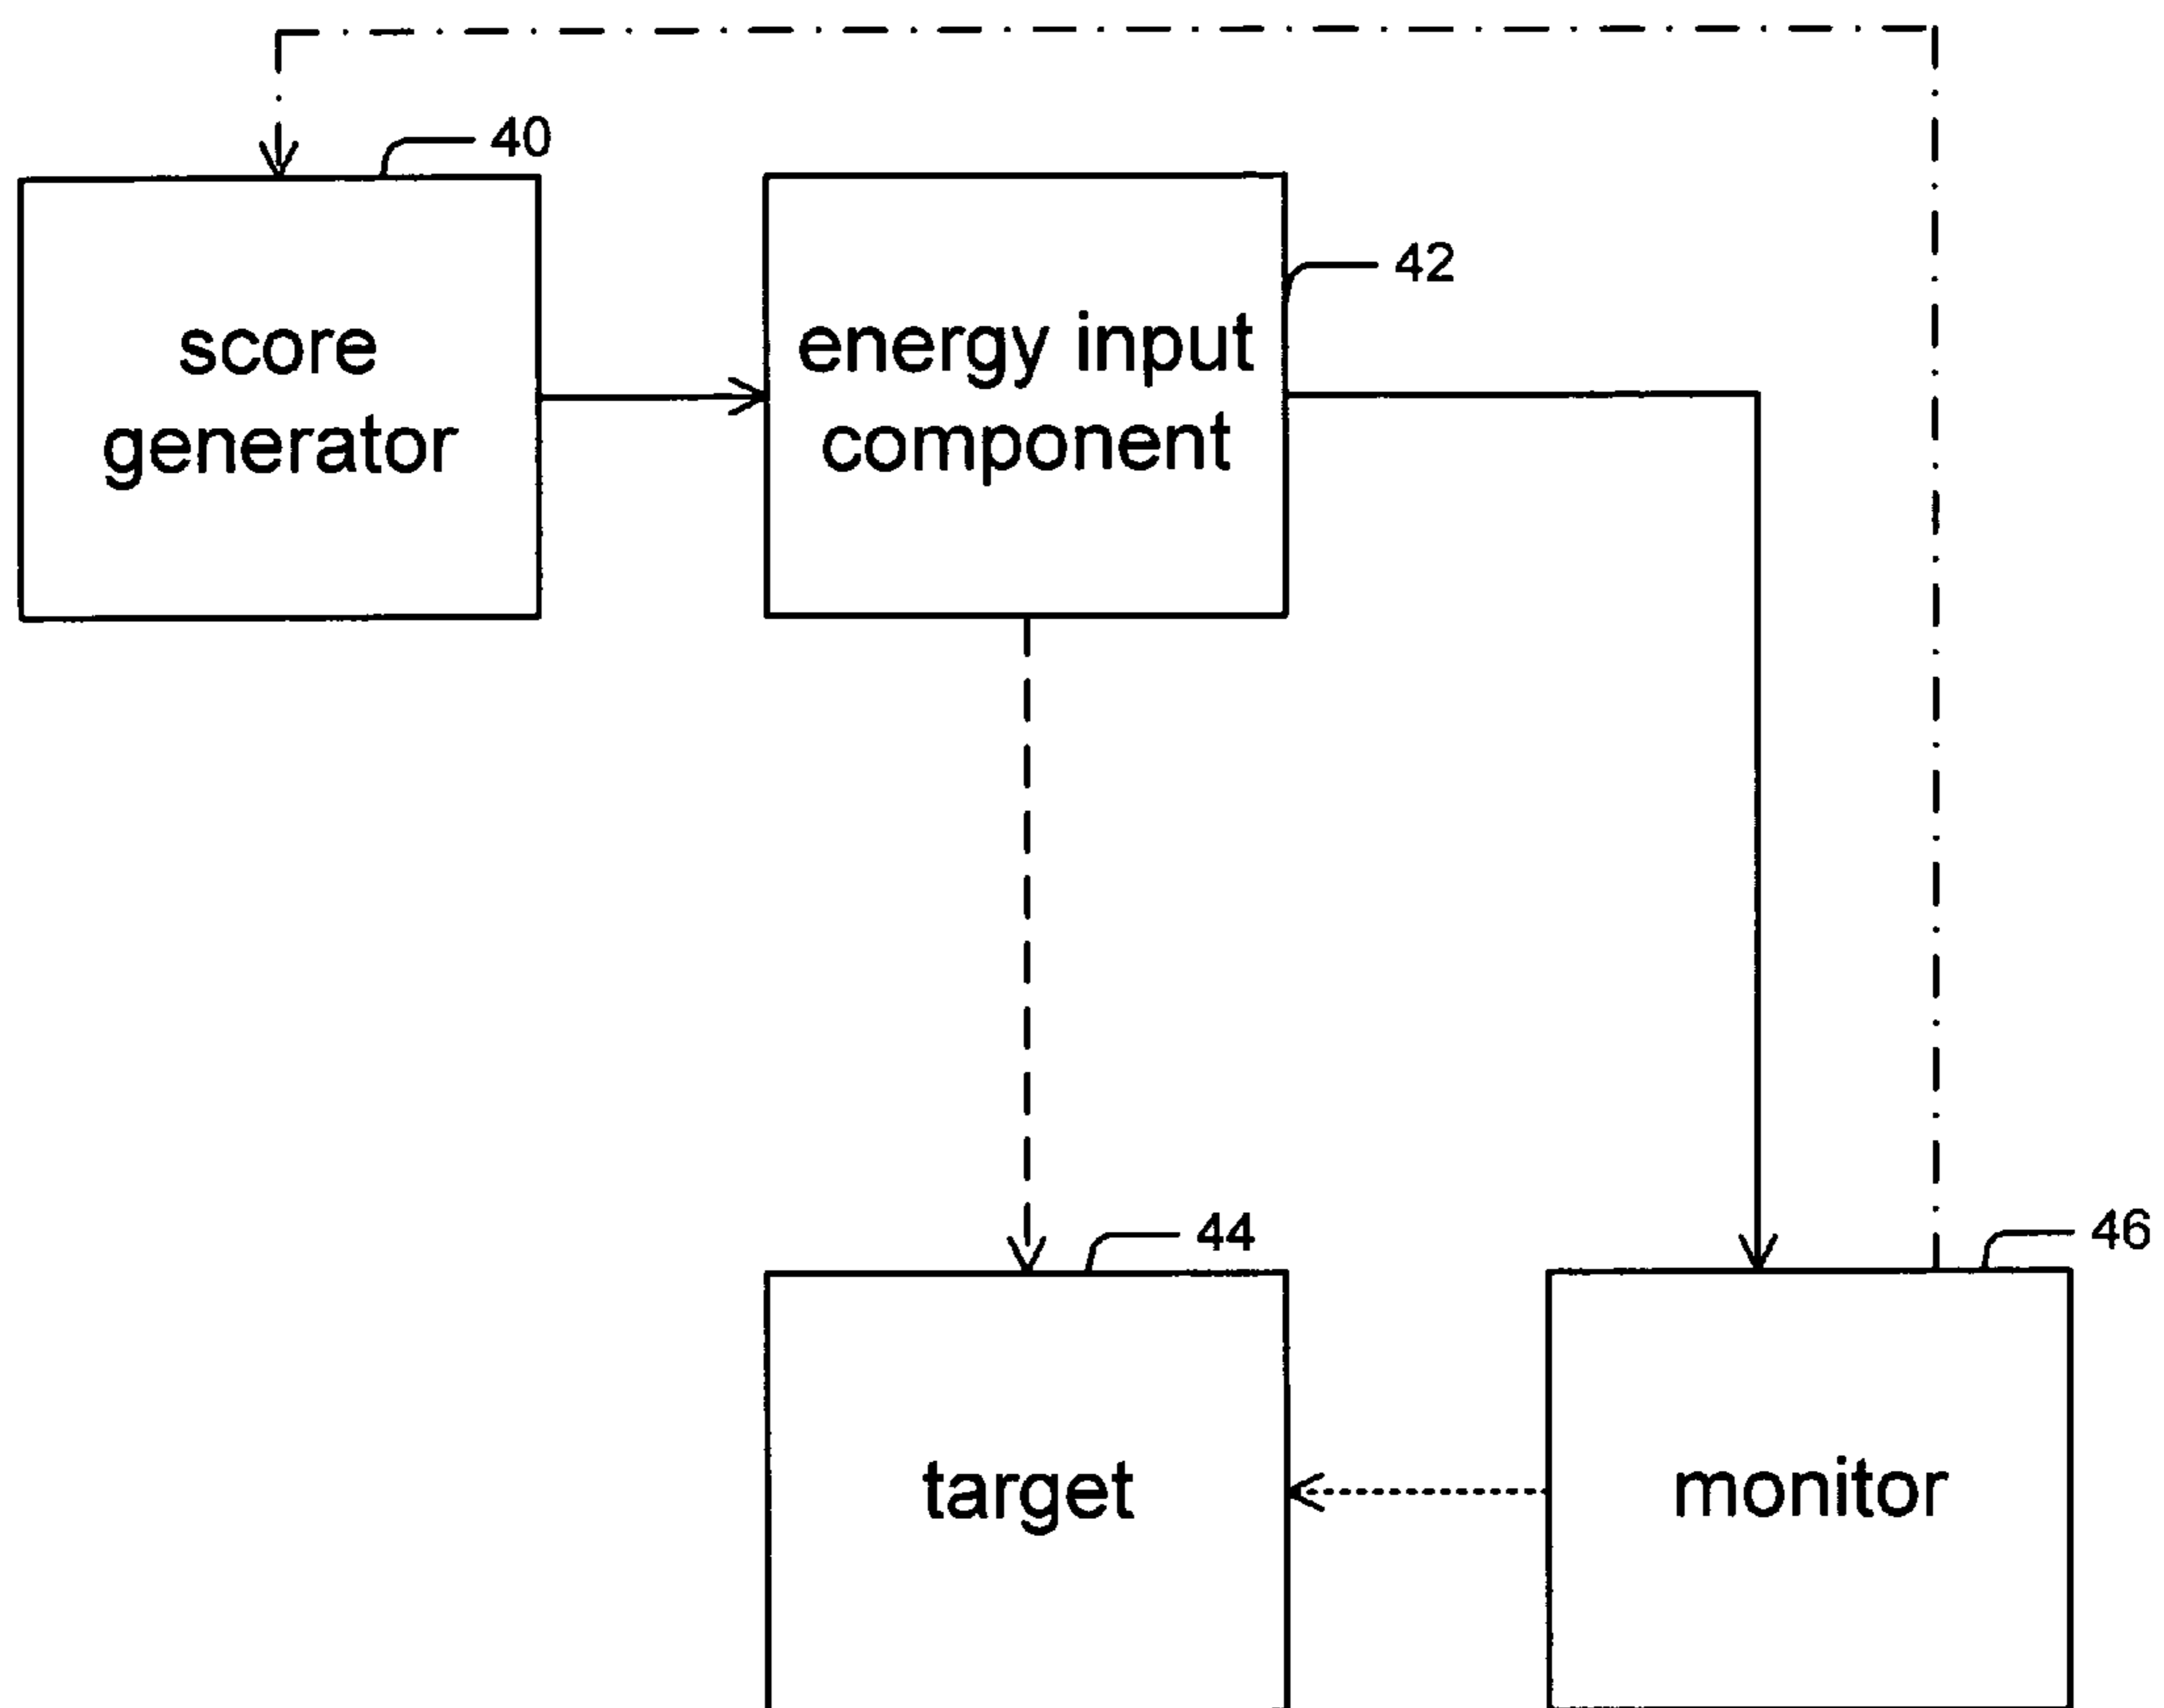 40
score
generator
42
energy input
component
44
target
46
monitor